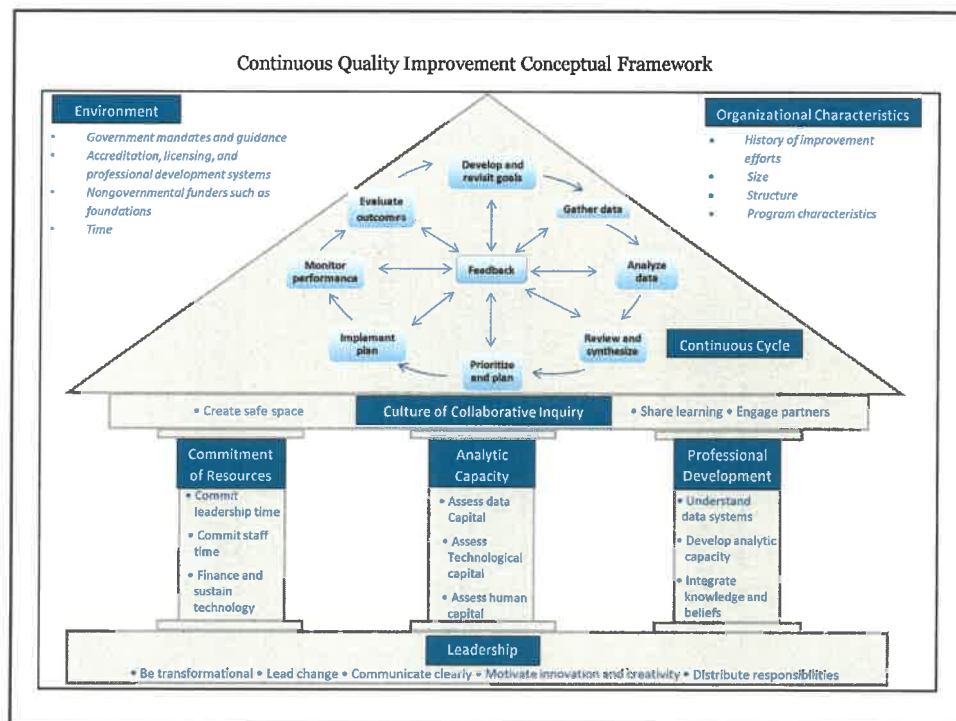 Continuous Quality Improvement Conceptual Framework
Environment
• Government mandates and guidance
• Accreditation, licensing, and
professional development systems
• Nongovernmental funders such as
foundations
• Time
Organizational Characteristics
• History of improvement
efforts
• Size
• Structure
• Program characteristics
Develop and
revisit goals
Gather data
Analyze
data
Review and
synthesize
Prioritize
and plan
Implement
plan
Monitor
performance
Evaluate
outcomes
Feedback
Continuous Cycle
• Create safe space
Culture of Collaborative Inquiry
• Share learning • Engage partners
Commitment
of Resources
• Commit
leadership time
• Commit staff
time
• Finance and
sustain
technology
Analytic
Capacity
• Assess data
Capital
• Assess
Technological
capital
• Assess human
capital
Professional
Development
• Understand
data systems
• Develop analytic
capacity
• Integrate
knowledge and
beliefs
Leadership
• Be transformational • Lead change • Communicate clearly • Motivate innovation and creativity • Distribute responsibilities